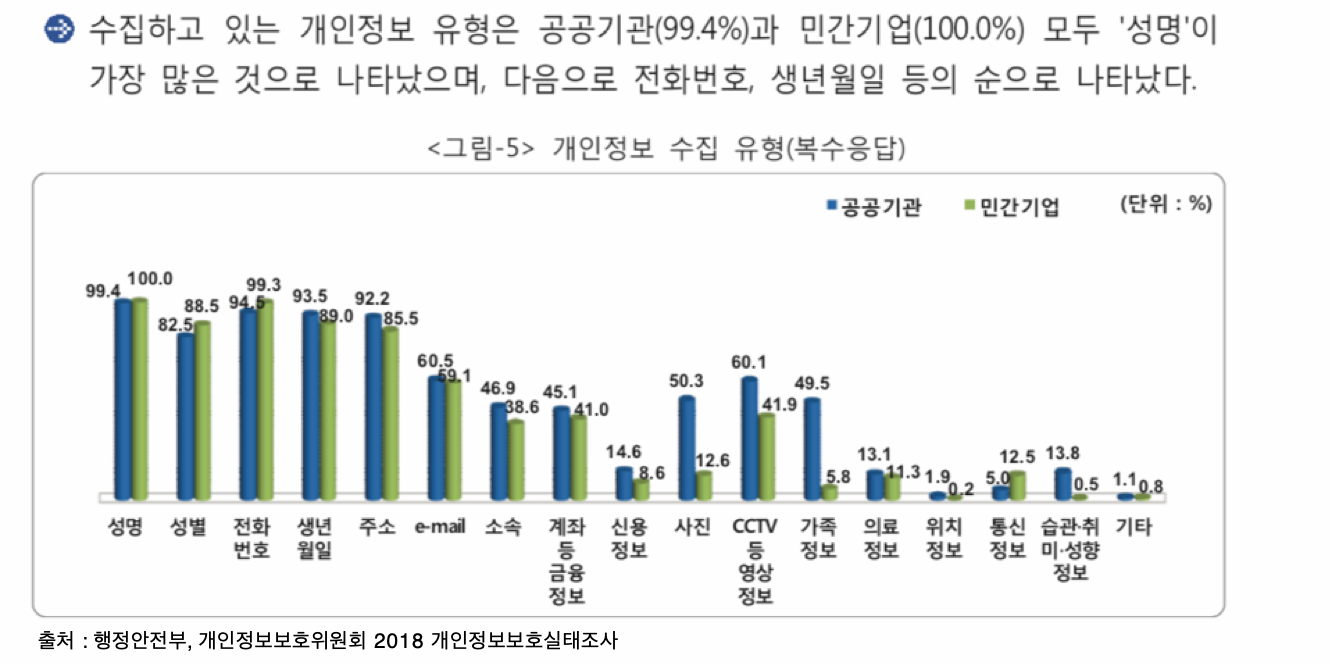 수집하고 있는 개인정보 유형은 공공기관(99.4%)과 민간기업(100.0%) 모두 '성명'이
가장 많은 것으로 나타났으며, 다음으로 전화번호, 생년월일 등의 순으로 나타났다.
<그림-5> 개인정보 수집 유형(복수응답)
공공기관 민간기업 (단위 : %)
99.4 100.0
82.5 88.5
94.5 99.3
93.5 89.0
92.2 85.5
60.5 59.1
46.9 38.6
45.1 41.0
14.6 8.6
50.3 12.6
60.1 41.9
49.5 5.8
13.1 11.3
1.9 0.2
5.0 12.5
13.8 0.5
1.1 0.8
성명
성별
전화
번호
생년
월일
주소
e-mail
소속
계좌
등
금융
정보
신용
정보
사진
CCTV
등
영상
정보
가족
정보
의료
정보
위치
정보
통신
정보
습관·취
미·성향
정보
기타
출처 : 행정안전부, 개인정보보호위원회 2018 개인정보보호실태조사